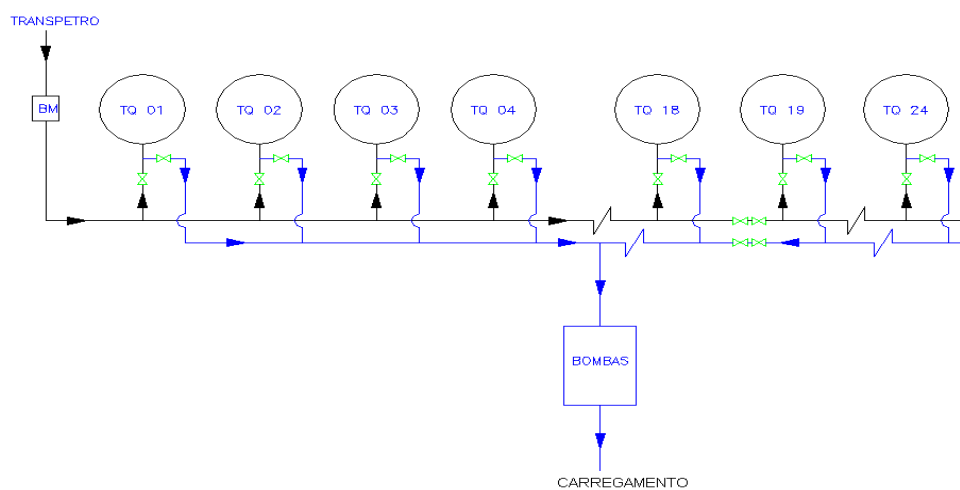 TRANSPETRO
BM
TQ 01
TQ 02
TQ 03
TQ 04
TQ 18
TQ 19
TQ 24
BOMBAS
CARREGAMENTO